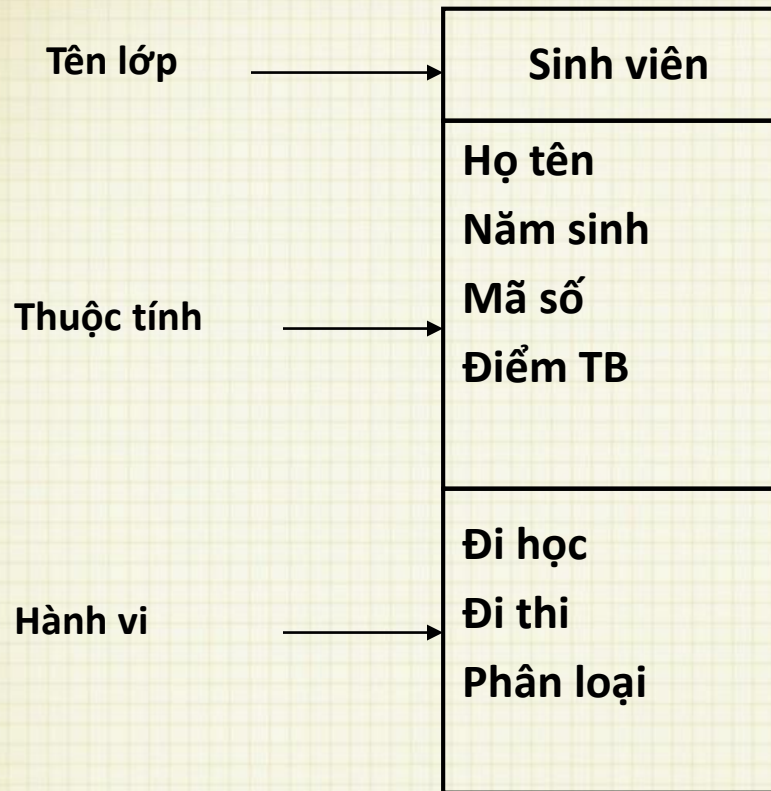 Tên lớp
Sinh viên
Họ tên
Năm sinh
Thuộc tính
Mã số
Điểm TB
Đi học
Hành vi
Đi thi
Phân loại